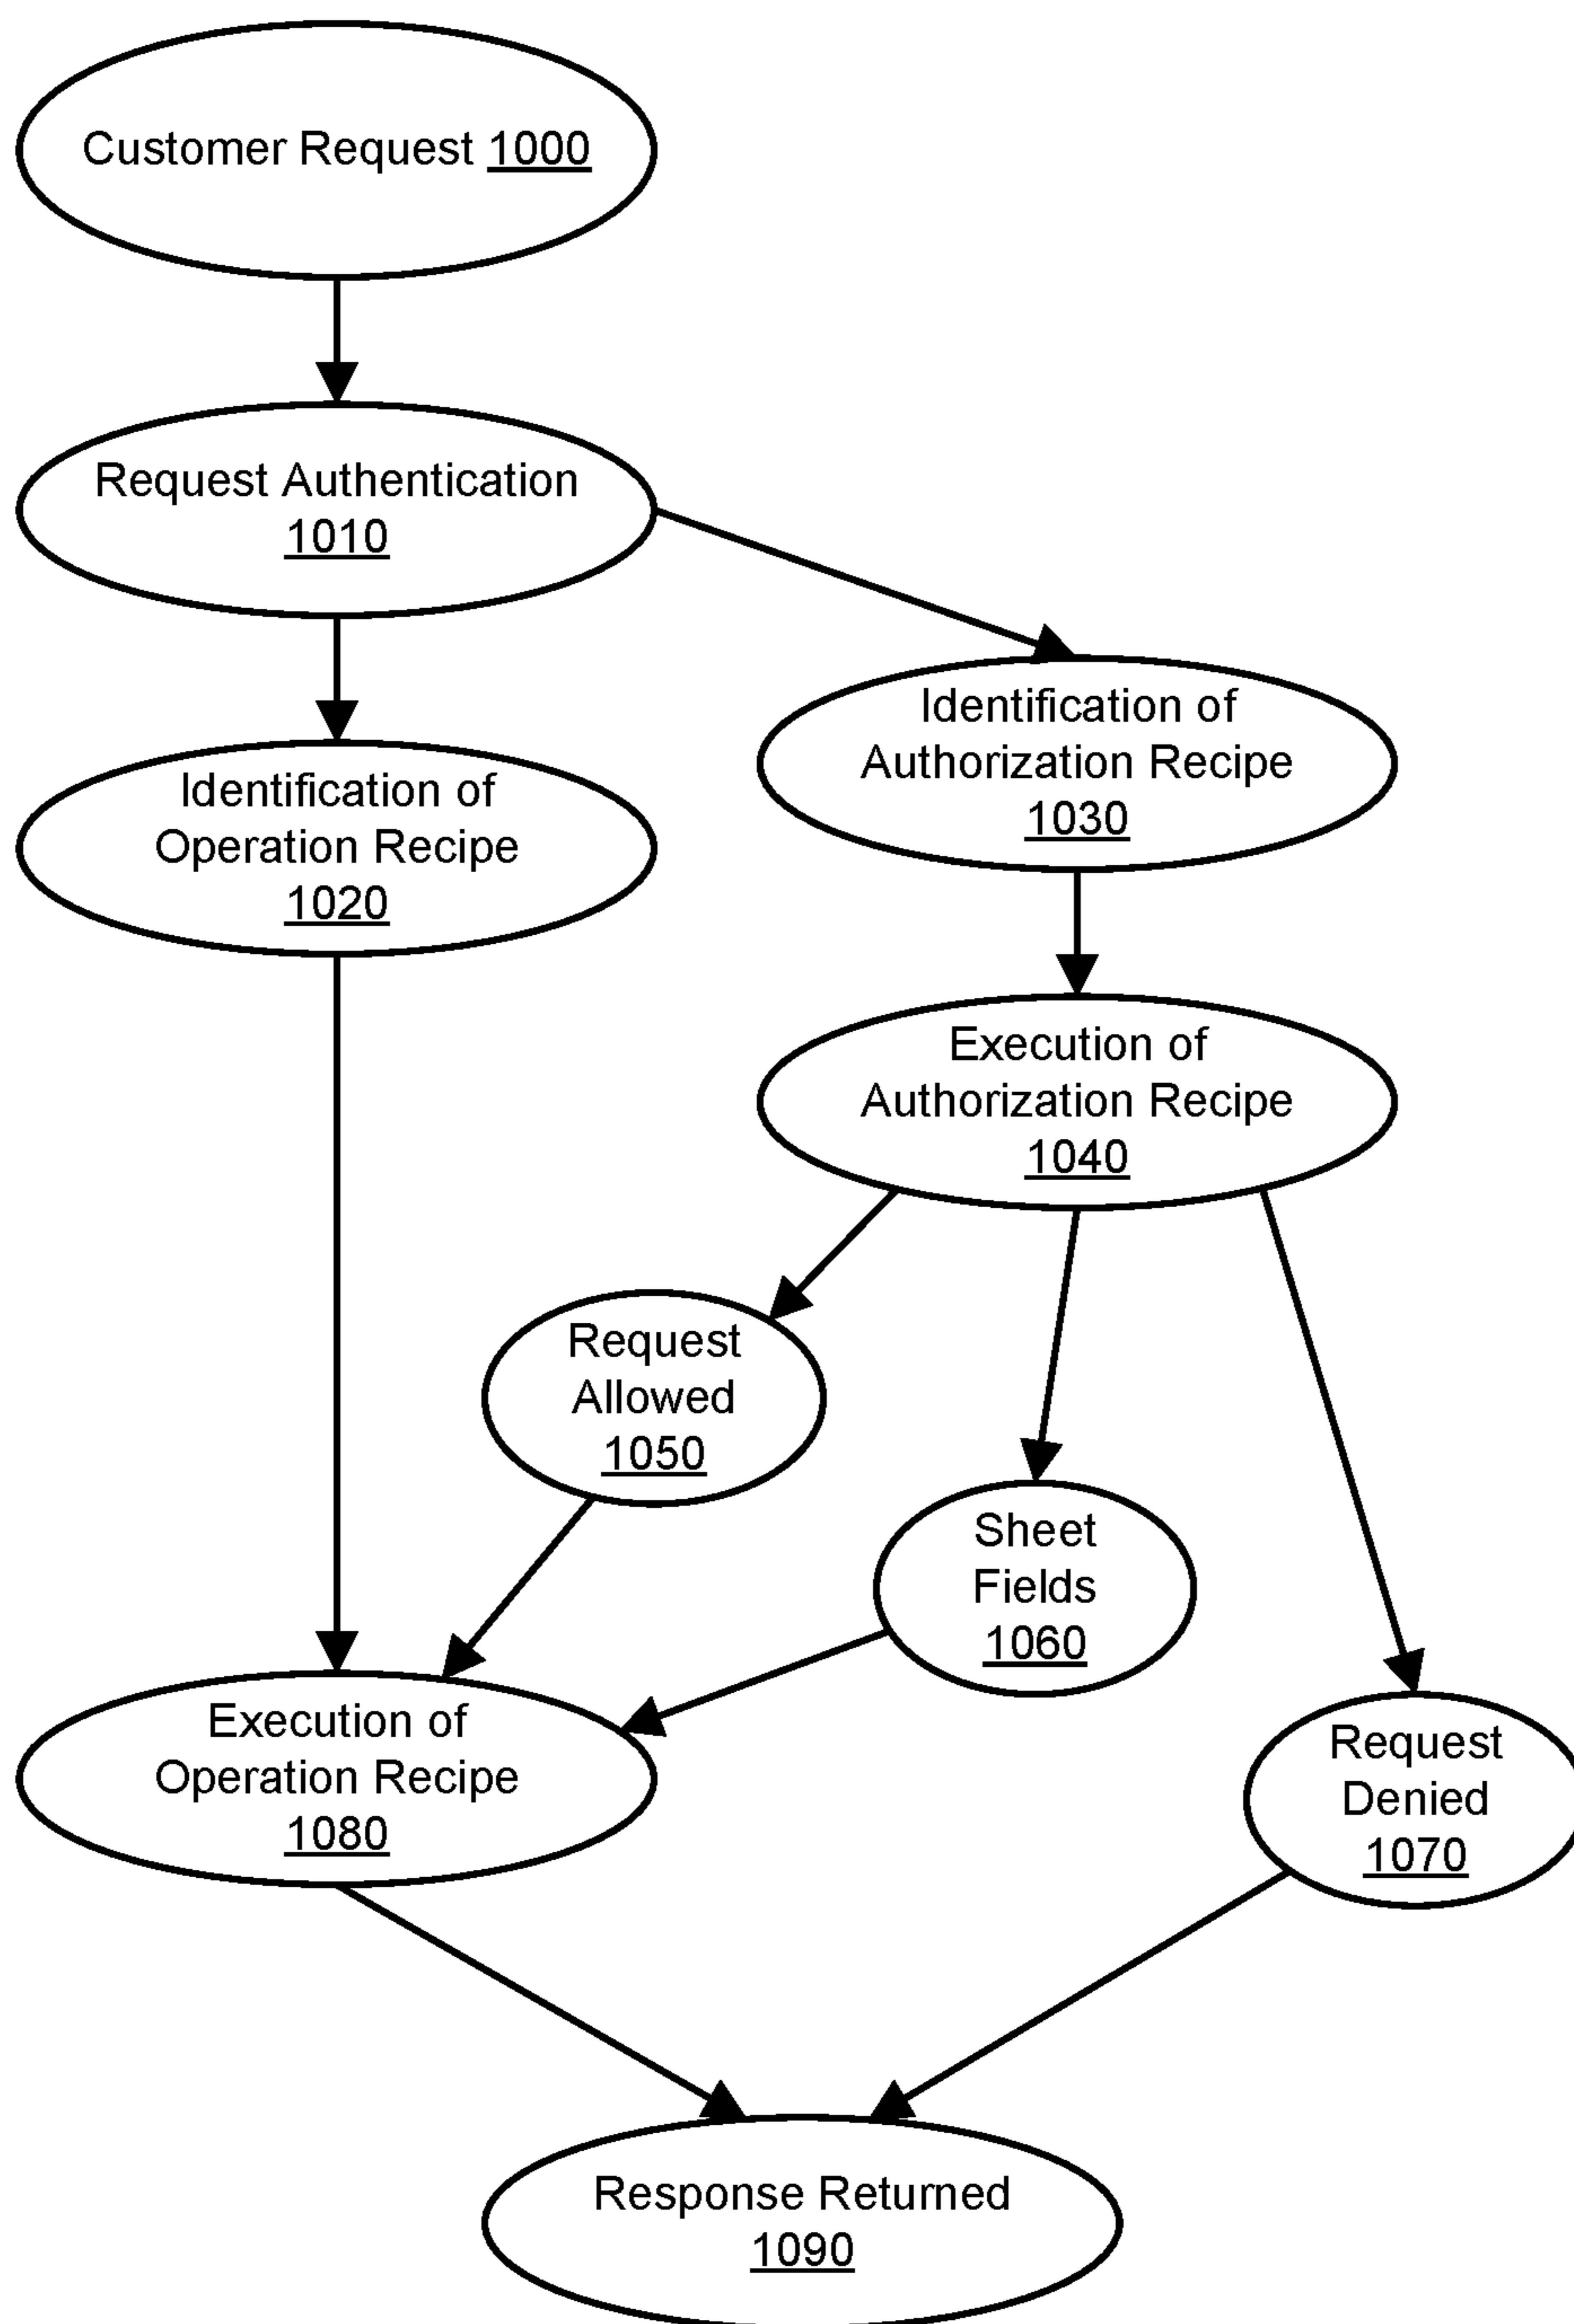 Customer Request 1000
Request Authentication
1010
Identification of
Authorization Recipe
1030
Identification of
Operation Recipe
1020
Execution of
Authorization Recipe
1040
Request
Allowed
1050
Sheet
Fields
1060
Execution of
Operation Recipe
1080
Request
Denied
1070
Response Returned
1090